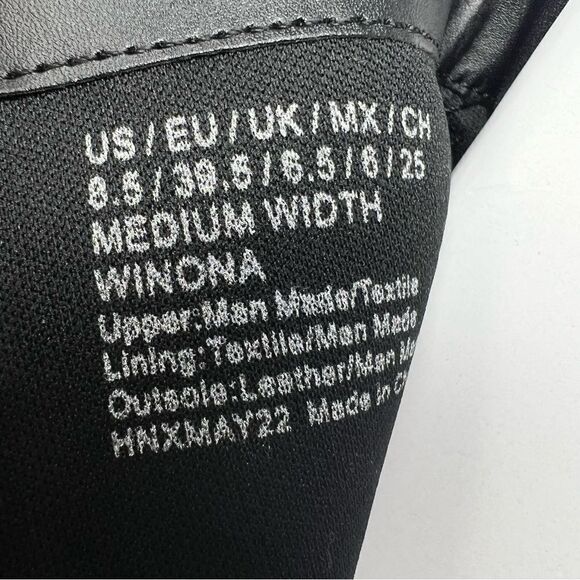 US/EU/UK/MX/CH
8.5/39.5/6.5/6/25
MEDIUM WIDTH
WINONA
Upper:Man Made/Textile
Lining:Textile/Man Made
Outsole:Leather/Man
HNXMAY22 Made in